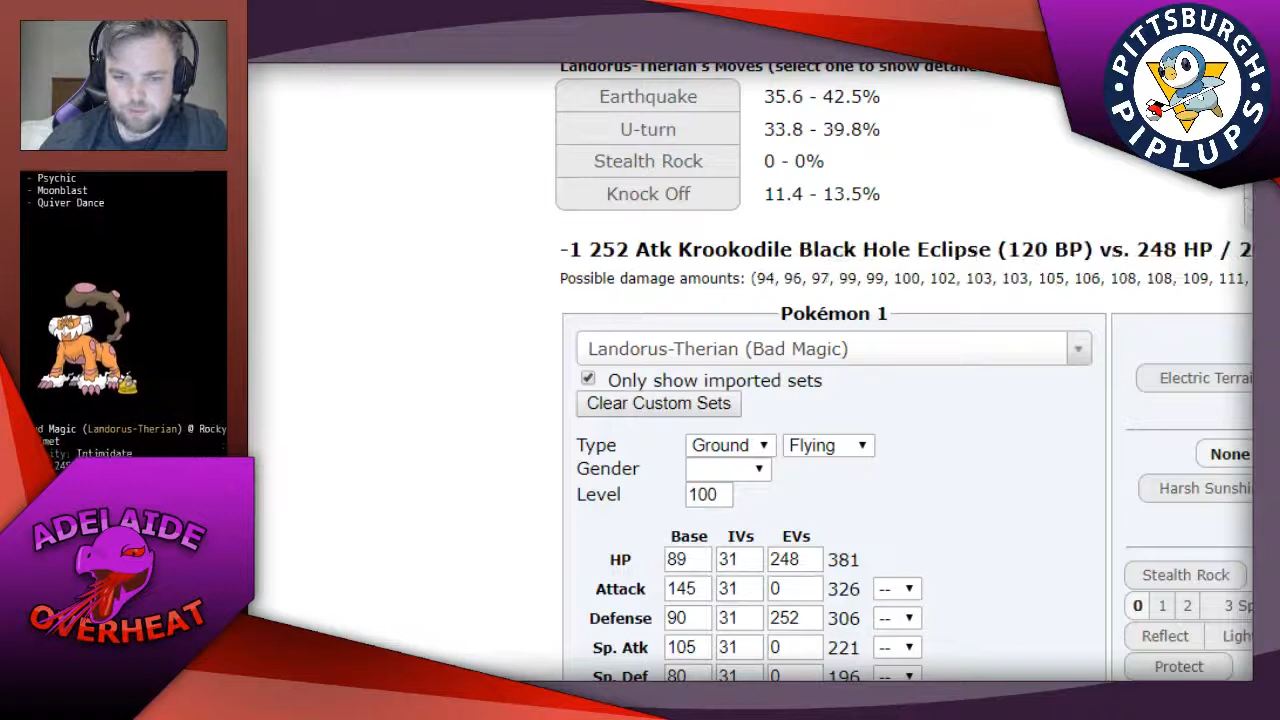 - Psychic
- Moonblast
- Quiver Dance
Magic (Landorus-Therian) @ Rocky
Intimidate
ADELAIDE
OVERHEAT
PITTSBURGH
PIPLUPS
Landorus-Therian's Moves (select one to show
Earthquake 35.6 - 42.5%
U-turn 33.8 - 39.8%
Stealth Rock 0 - 0%
Knock Off 11.4 - 13.5%
-1 252 Atk Krookodile Black Hole Eclipse (120 BP) vs. 248 HP / 2
Possible damage amounts: (94, 96, 97, 99, 99, 100, 102, 103, 103, 105, 106, 108, 108, 109, 111,
Pokémon 1
Landorus-Therian (Bad Magic)
Only show imported sets
Clear Custom Sets
Type Ground Flying
Gender
Level 100
Base IVs EVs
HP 89 31 248 381
Attack 145 31 0 326 --
Defense 90 31 252 306 --
Sp. Atk 105 31 0 221 --
Sp. Def 80 31 0 196 --
Electric
None
Harsh
Stealth Rock
0 1 2 3
Reflect
Protect